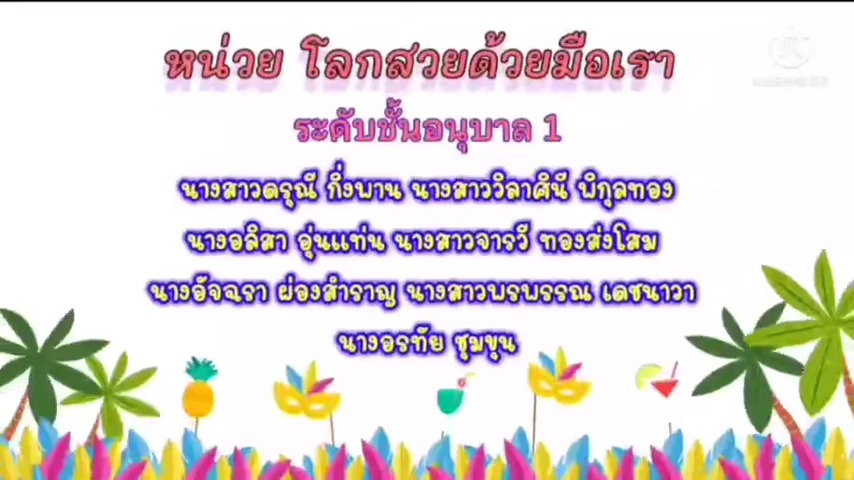 หน่วย โลกสวยด้วยมือเรา
ระดับชั้นอนุบาล 1
นางสาวดรุณี กิ่งพาน นางสาววิลาศินี พิกุลทอง
นางอลิสา อุ่นแท่น นางสาวจารวี ทองส่งโสม
นางอัจฉรา ผ่องสำราญ นางสาวพรพรรณ เดชนาวา
นางอรทัย ชุมขุน